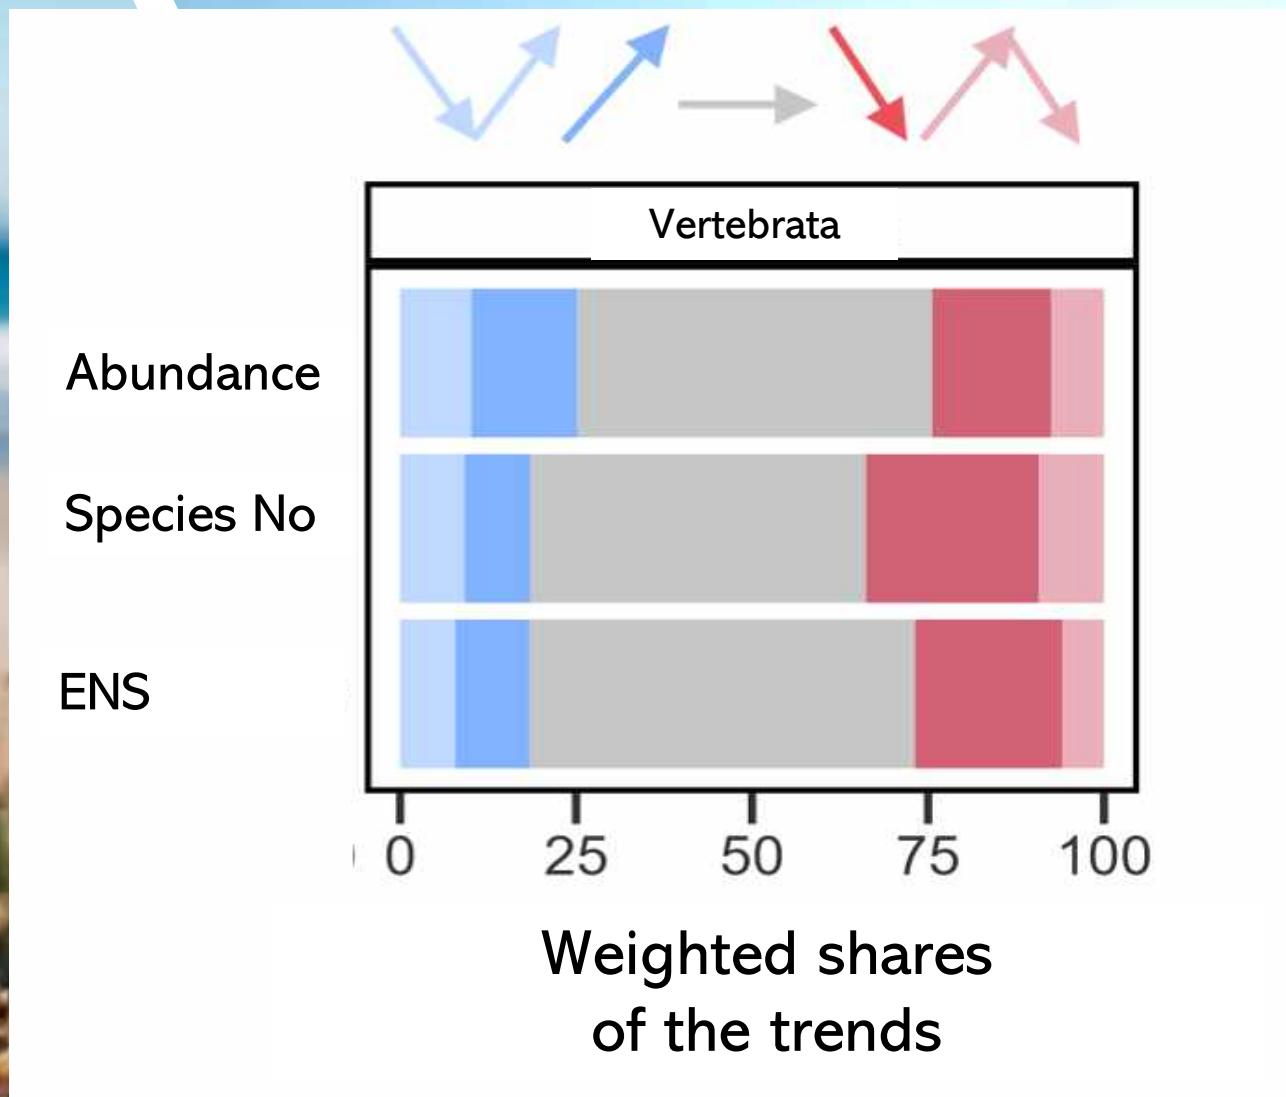 Vertebrata
Abundance
Species No
ENS
0 25 50 75 100
Weighted shares
of the trends